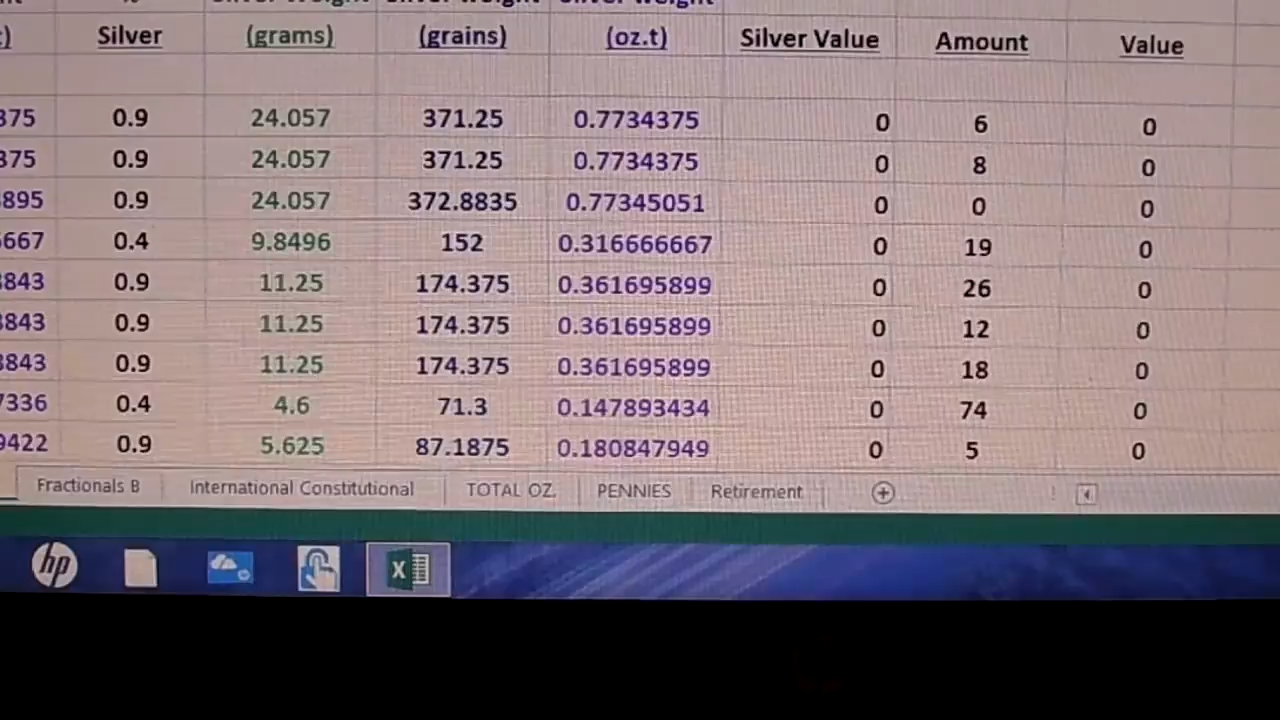 Silver (grams) (grains) (oz.t) Silver Value Amount Value
375 0.9 24.057 371.25 0.7734375 0 6 0
375 0.9 24.057 371.25 0.7734375 0 8 0
895 0.9 24.057 372.8835 0.77345051 0 0 0
667 0.4 9.8496 152 0.316666667 0 19 0
843 0.9 11.25 174.375 0.361695899 0 26 0
843 0.9 11.25 174.375 0.361695899 0 12 0
843 0.9 11.25 174.375 0.361695899 0 18 0
7336 0.4 4.6 71.3 0.147893434 0 74 0
9422 0.9 5.625 87.1875 0.180847949 0 5 0
Fractionals B International Constitutional TOTAL OZ. PENNIES Retirement
hp X